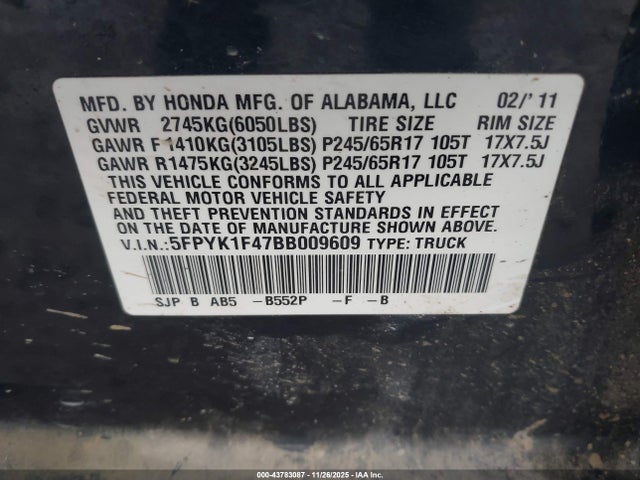 MFD. BY HONDA MFG. OF ALABAMA, LLC 02/'11
GVWR 2745KG(6050LBS) TIRE SIZE RIM SIZE
GAWR F1410KG(3105LBS) P245/65R17 105T 17X7.5J
GAWR R1475KG(3245LBS) P245/65R17 105T 17X7.5J
THIS VEHICLE CONFORMS TO ALL APPLICABLE
FEDERAL MOTOR VEHICLE SAFETY
AND THEFT PREVENTION STANDARDS IN EFFECT ON
THE DATE OF MANUFACTURE SHOWN ABOVE.
V.I.N.:5FPYK1F47BB009609 TYPE: TRUCK
SJP B AB5 -B552P -F -B
000-43783087 - 11/26/2025 - IAA Inc.